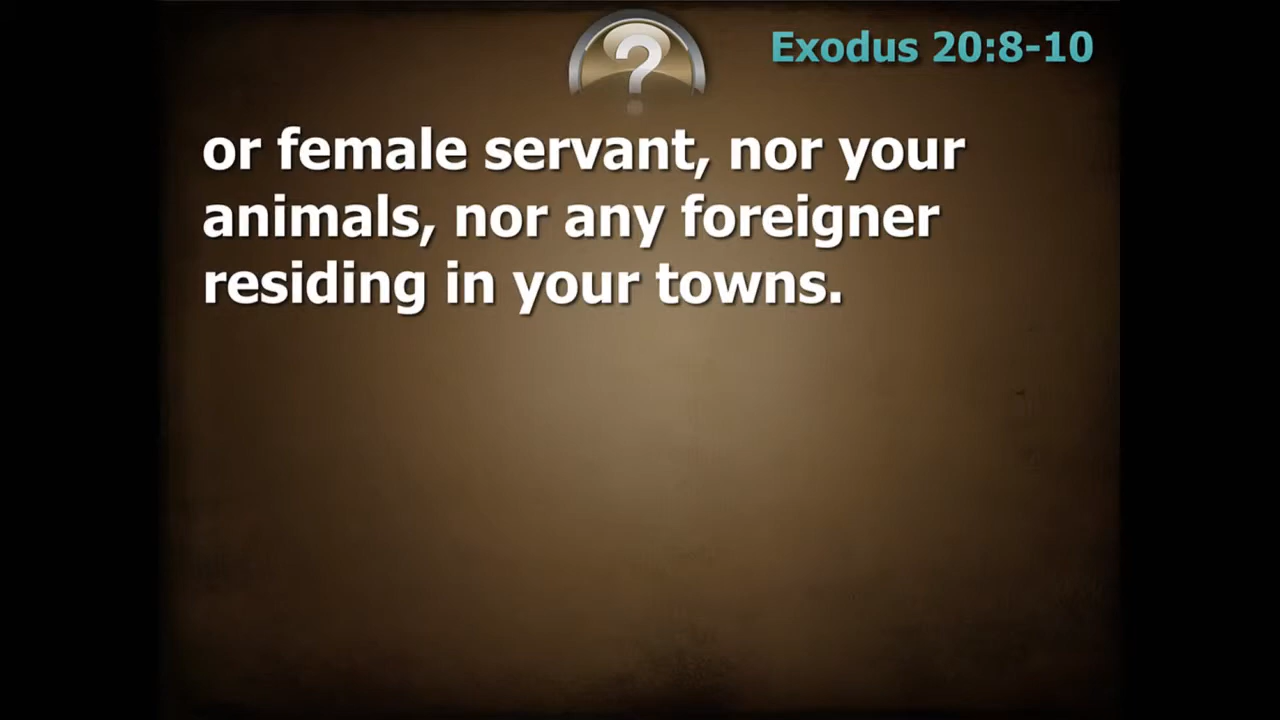 Exodus 20:8-10
or female servant, nor your
animals, nor any foreigner
residing in your towns.